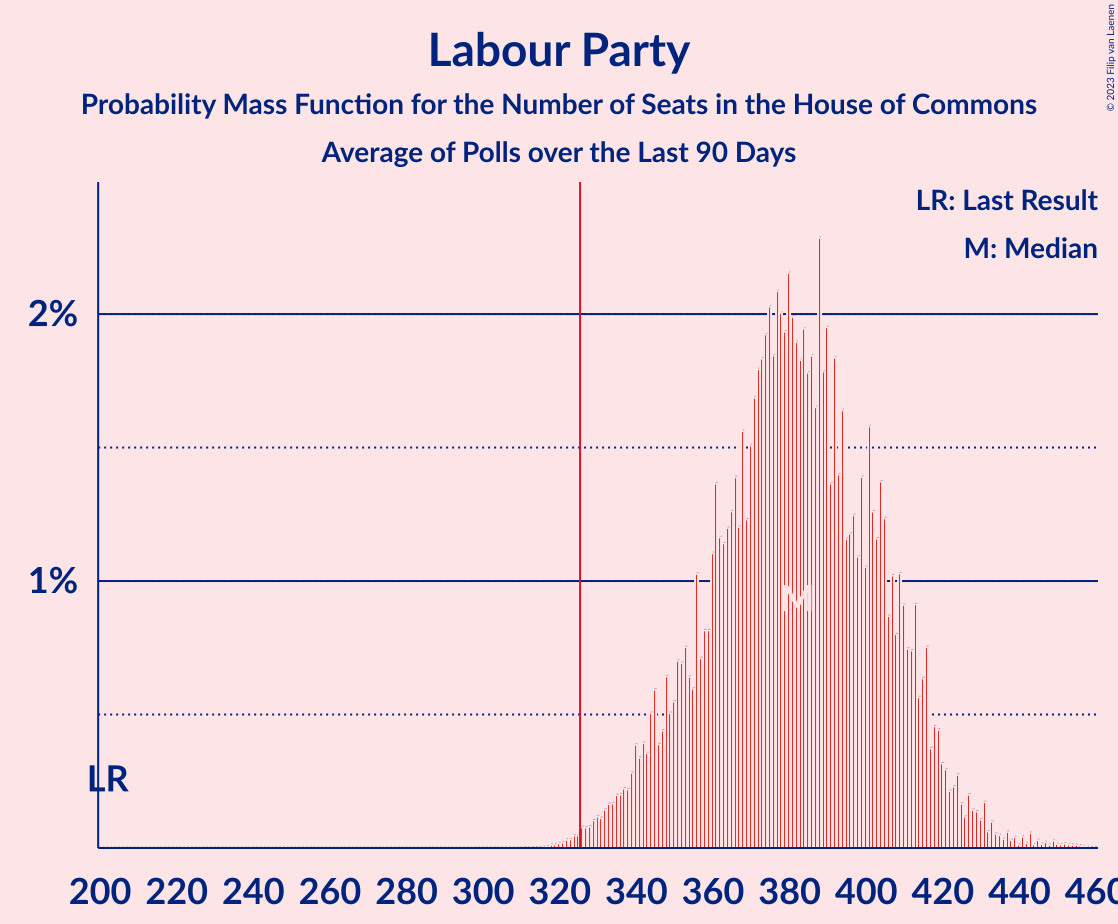 Labour Party
Probability Mass Function for the Number of Seats in the House of Commons
Average of Polls over the Last 90 Days
© 2023 Filip van Laenen
LR: Last Result
M: Median
2%
1%
M
LR
200 220 240 260 280 300 320 340 360 380 400 420 440 460